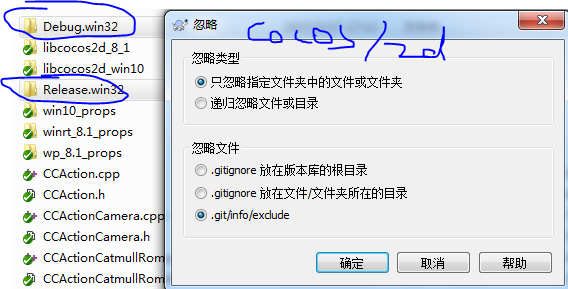 Debug.win32
libcocos2d_8_1
libcocos2d_win10
Release.win32
win10_props
winrt_8.1_props
wp_8.1_props
CCAction.cpp
CCAction.h
CCActionCamera.cpp
CCActionCamera.h
CCActionCatmullRom
CCActionCatmullRom
cocos/2d
忽略
忽略类型
只忽略指定文件夹中的文件或文件夹
递归忽略文件或目录
忽略文件
.gitignore 放在版本库的根目录
.gitignore 放在文件/文件夹所在的目录
.git/info/exclude
确定
取消
帮助